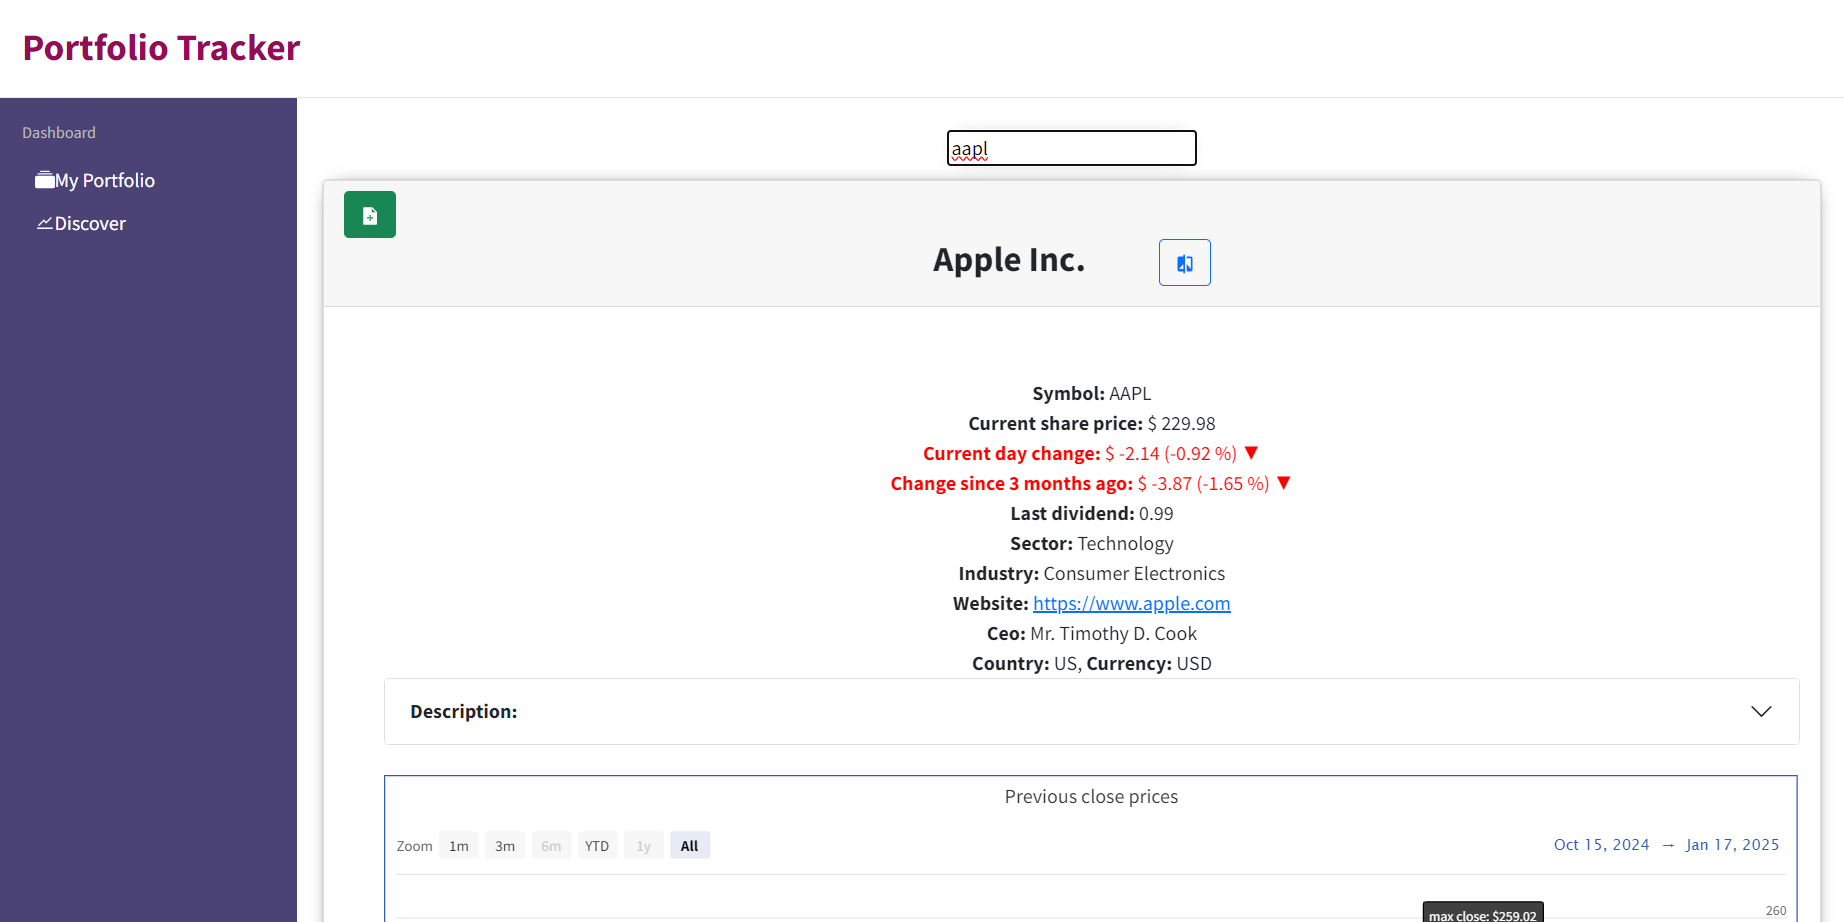 Portfolio Tracker
Dashboard
My Portfolio
Discover
aapl
Apple Inc.
Symbol: AAPL
Current share price: $ 229.98
Current day change: $ -2.14 (-0.92 %) ▼
Change since 3 months ago: $ -3.87 (-1.65 %) ▼
Last dividend: 0.99
Sector: Technology
Industry: Consumer Electronics
Website: https://www.apple.com
Ceo: Mr. Timothy D. Cook
Country: US, Currency: USD
Description:
Previous close prices
Zoom 1m 3m 6m YTD 1y All Oct 15, 2024 → Jan 17, 2025
max close: $259.02 260